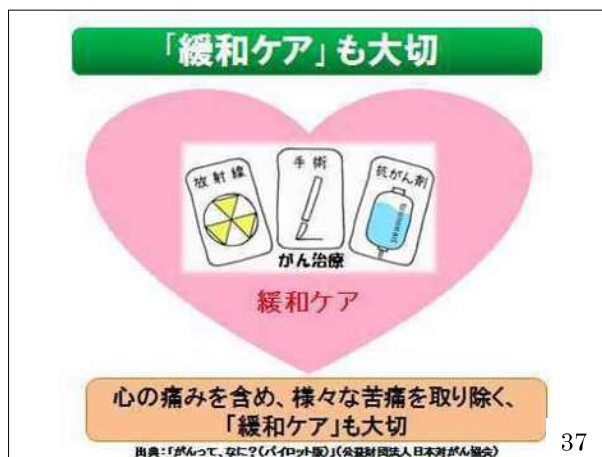 「緩和ケア」も大切
放射線
手術
抗がん剤
がん治療
緩和ケア
心の痛みを含め、様々な苦痛を取り除く、
「緩和ケア」も大切
出典:「がんって、なに?(パイロット版)」(公益財団法人日本対がん協会)
37